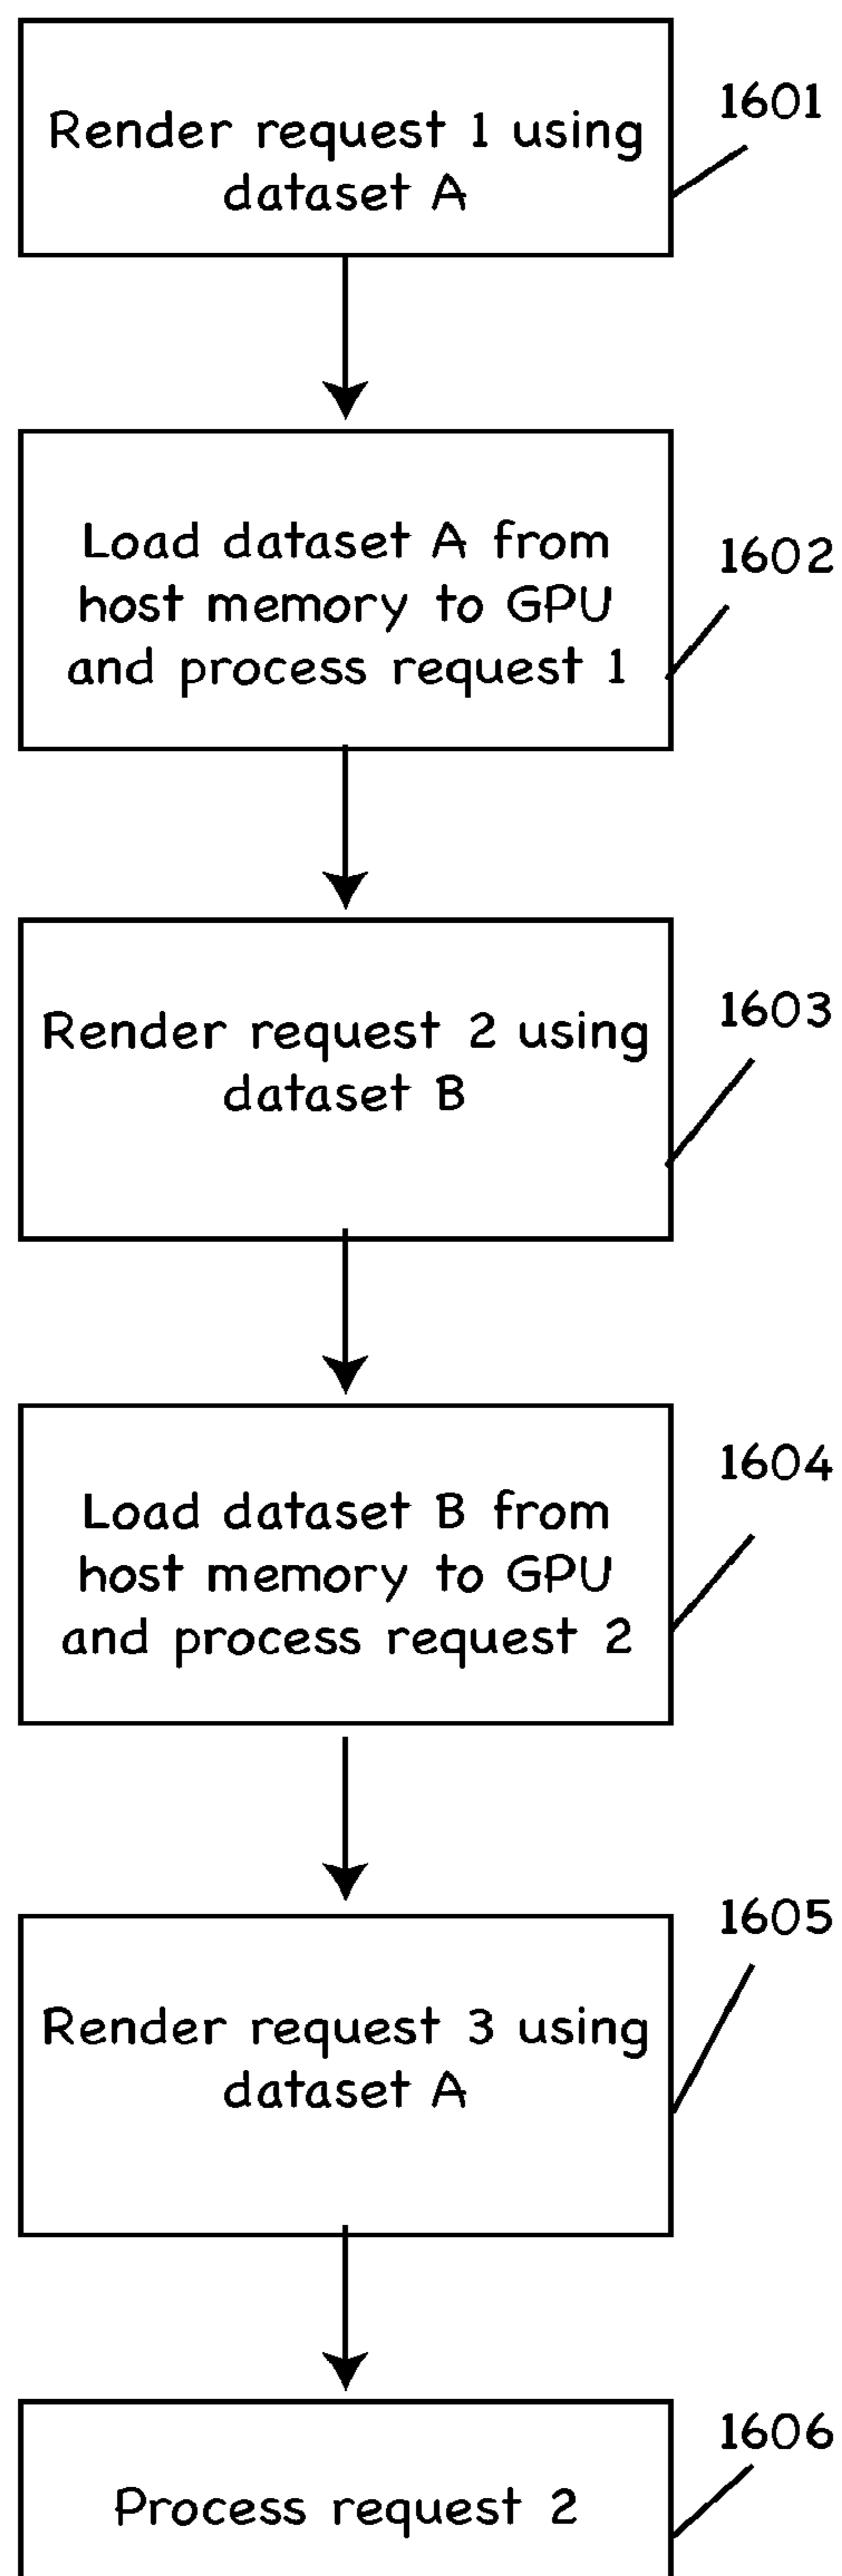 Render request 1 using
dataset A
1601
Load dataset A from
host memory to GPU
and process request 1
1602
Render request 2 using
dataset B
1603
Load dataset B from
host memory to GPU
and process request 2
1604
Render request 3 using
dataset A
1605
Process request 2
1606